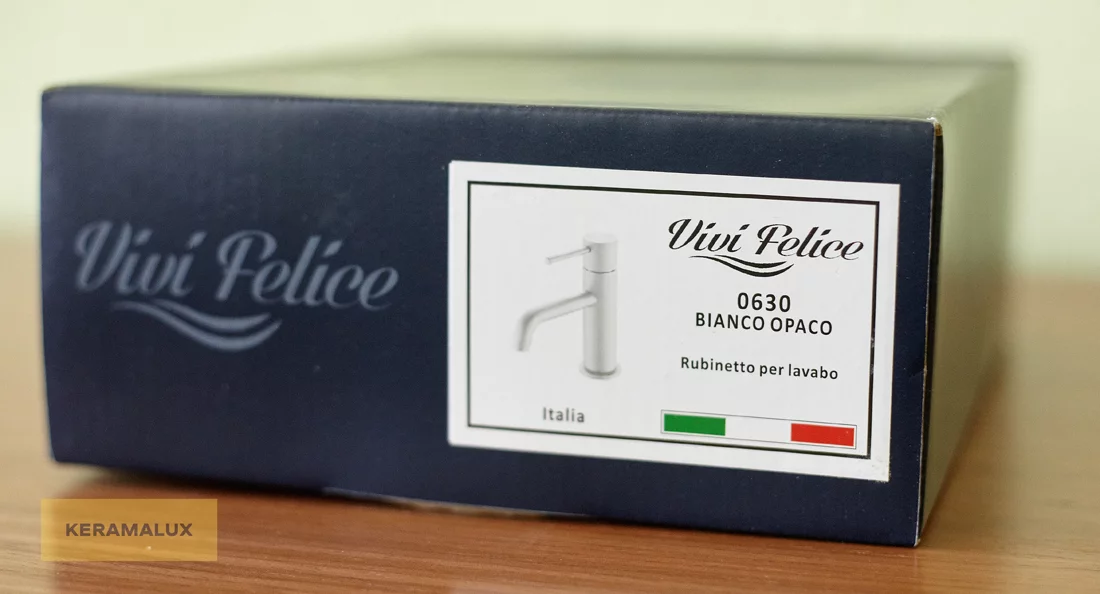 Vivi Felice
Vivi Felice
0630
BIANCO OPACO
Rubinetto per lavabo
Italia
KERAMALUX